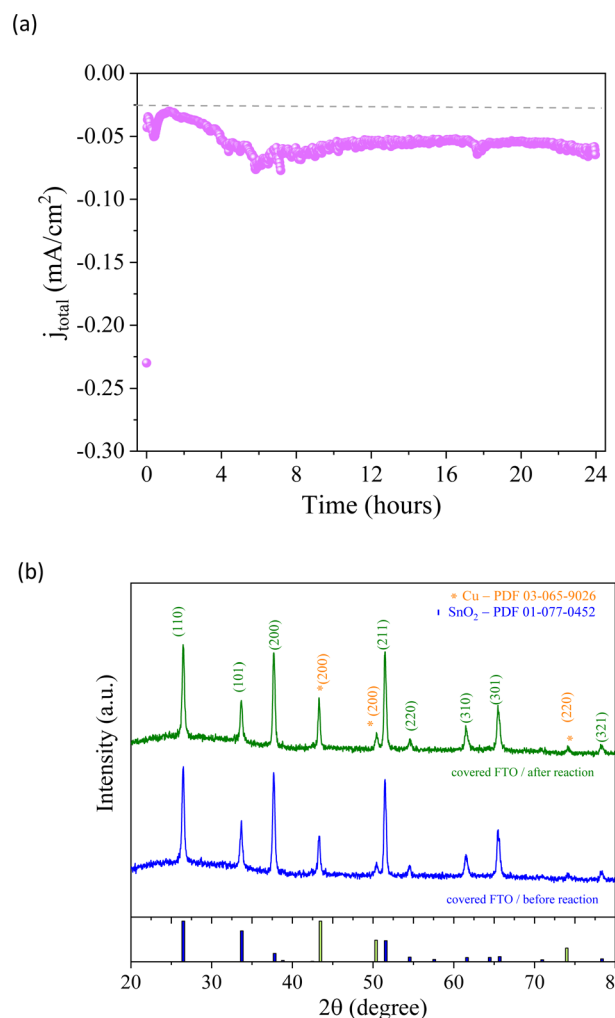 (a)
0.00
-0.05
-0.10
-0.15
-0.20
-0.25
-0.30
j_total (mA/cm²)
0 4 8 12 16 20 24
Time (hours)
(b)
* Cu – PDF 03-065-9026
SnO₂ – PDF 01-077-0452
(110)
(101)
(200)
*(200)
* (200)
(211)
(220)
(310)
(301)
(220)
*
(321)
covered FTO / after reaction
covered FTO / before reaction
Intensity (a.u.)
20 30 40 50 60 70 8
2θ (degree)